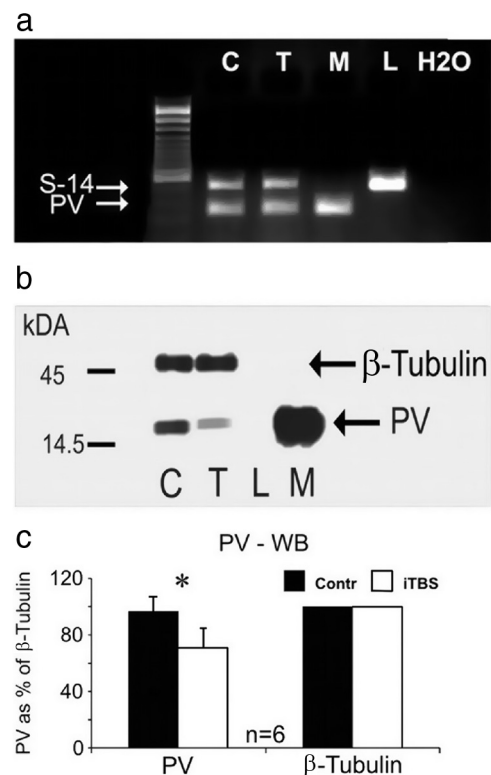 a
C T M L H2O
S-14
PV
b
kDA
45
β-Tubulin
PV
14.5
C T L M
c
PV - WB
Contr iTBS
PV as % of β-Tubulin
120
*
80
40
0
n=6
PV β-Tubulin